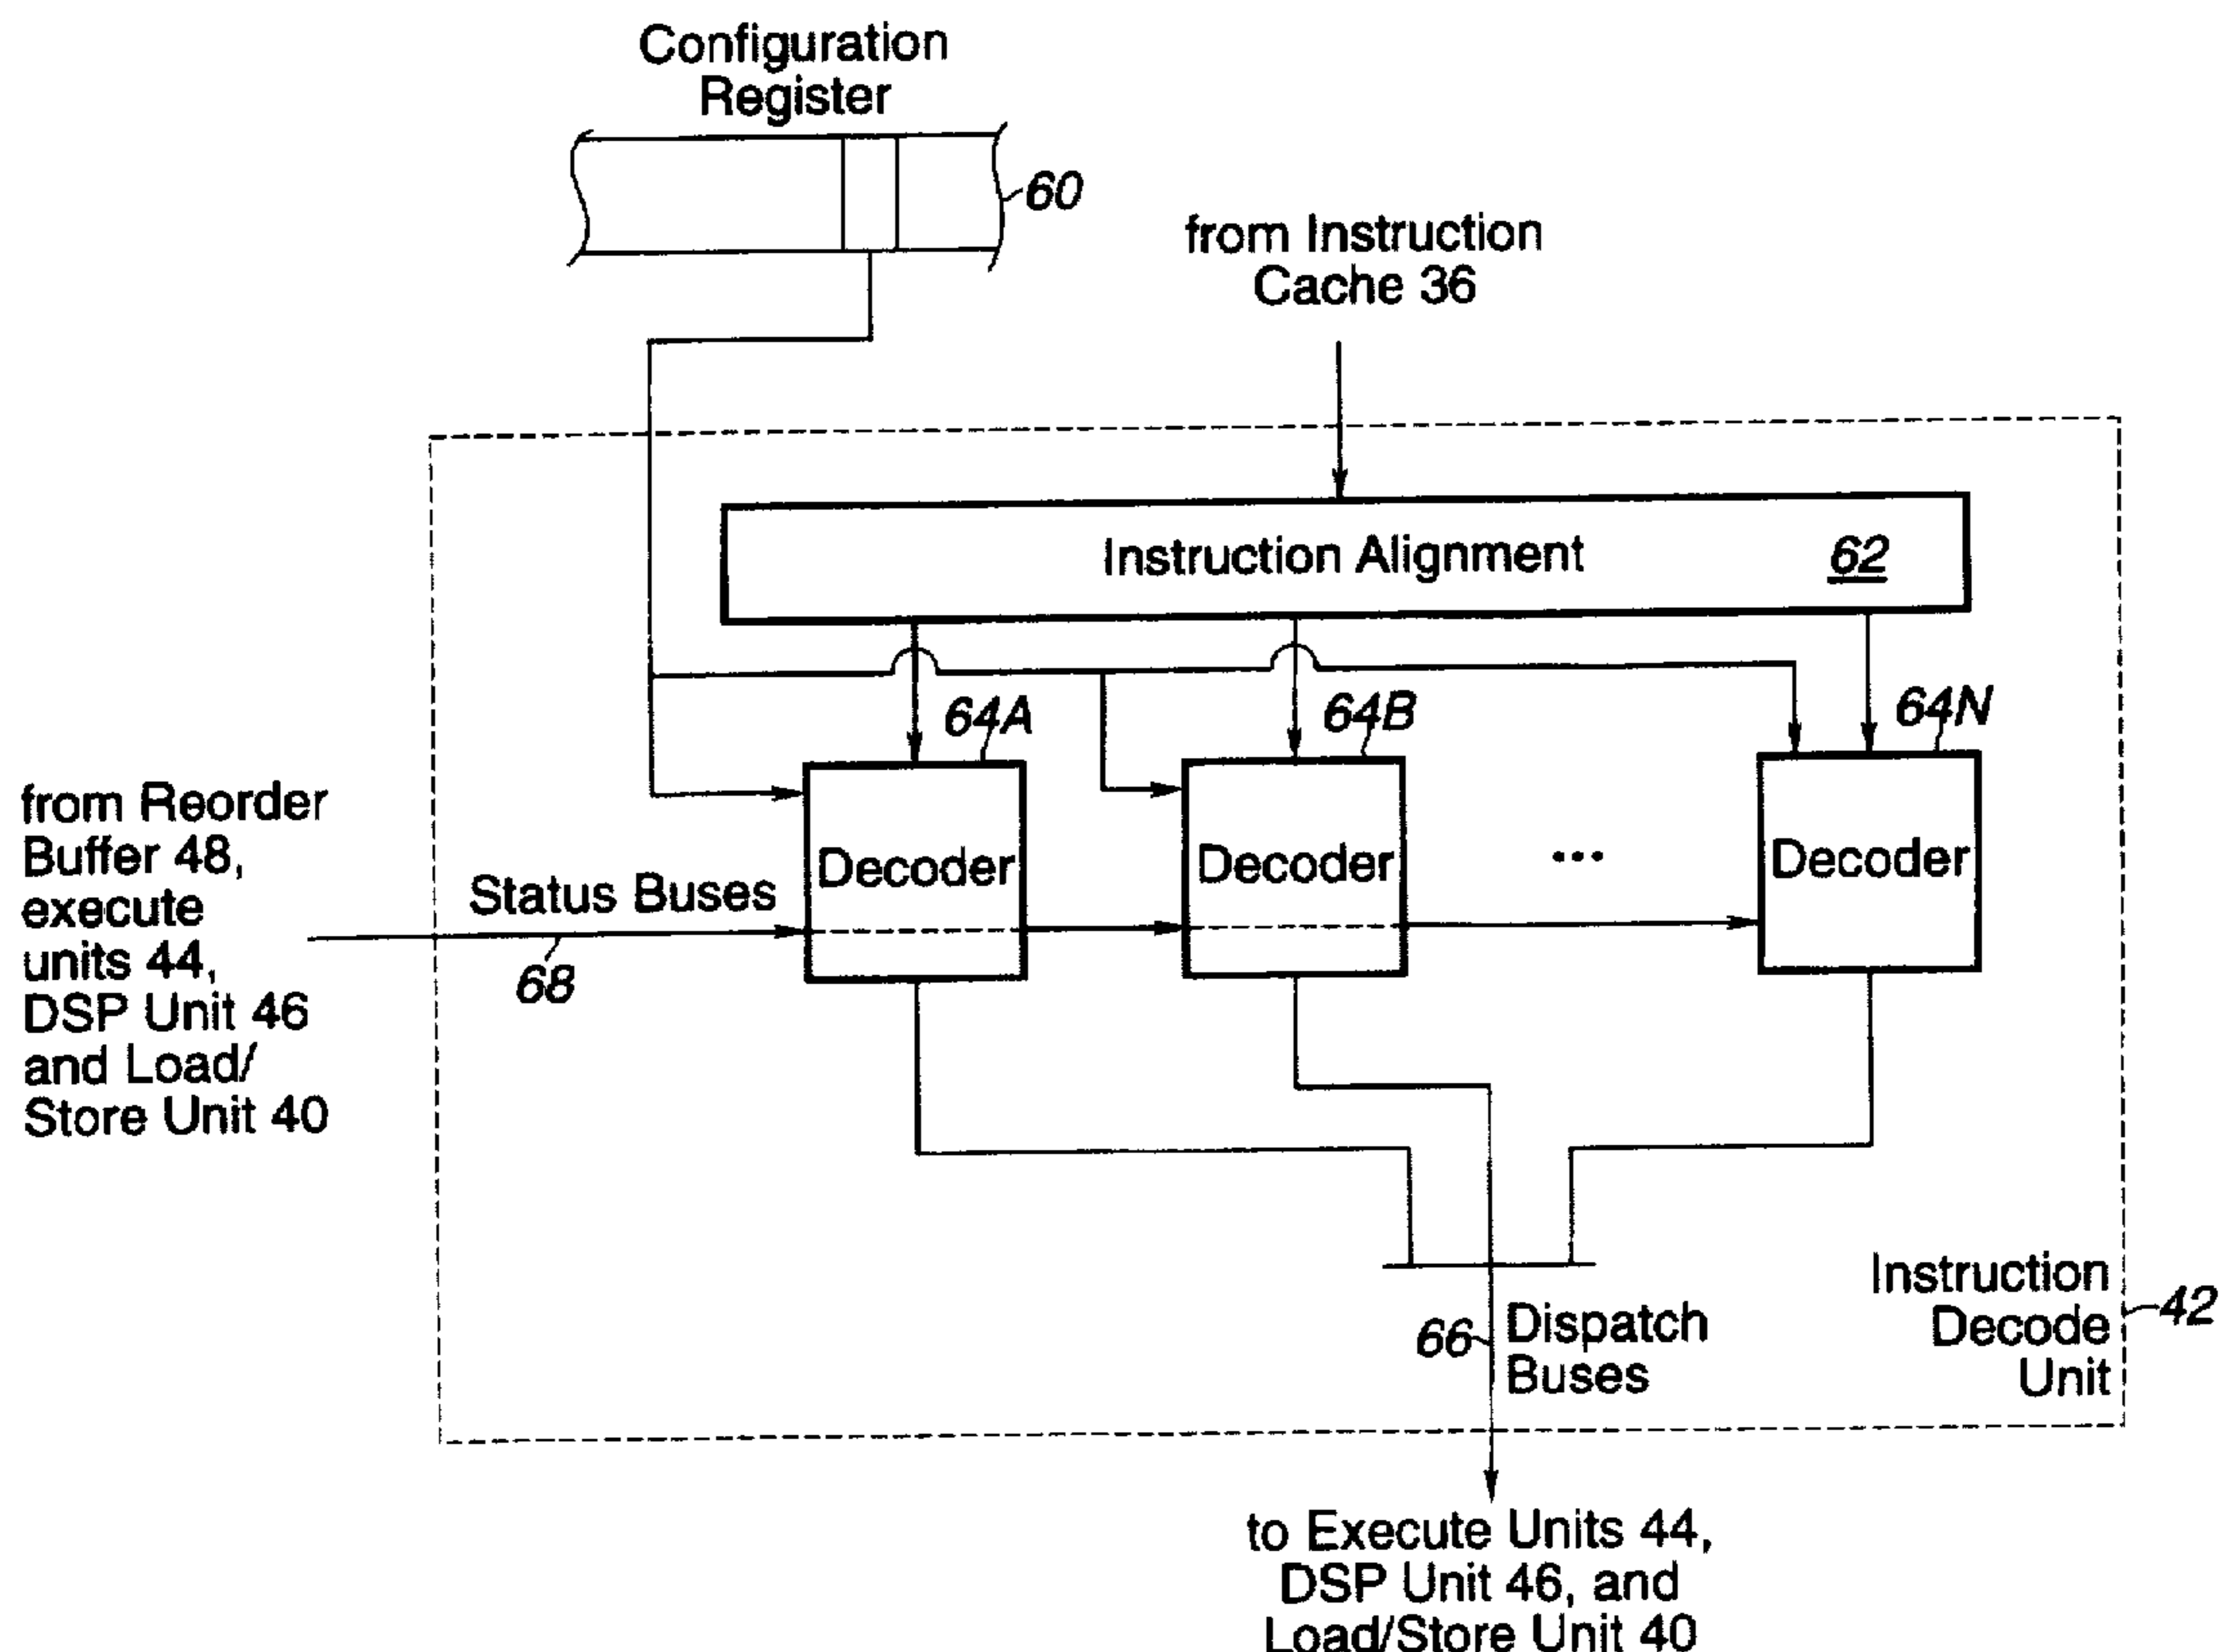 Configuration
Register
60
from Instruction
Cache 36
Instruction Alignment 62
64A
64B
64N
Decoder
Decoder
...
Decoder
from Reorder
Buffer 48,
execute
units 44,
DSP Unit 46
and Load/
Store Unit 40
Status Buses
68
66
Dispatch
Buses
Instruction
Decode
Unit
42
to Execute Units 44,
DSP Unit 46, and
Load/Store Unit 40